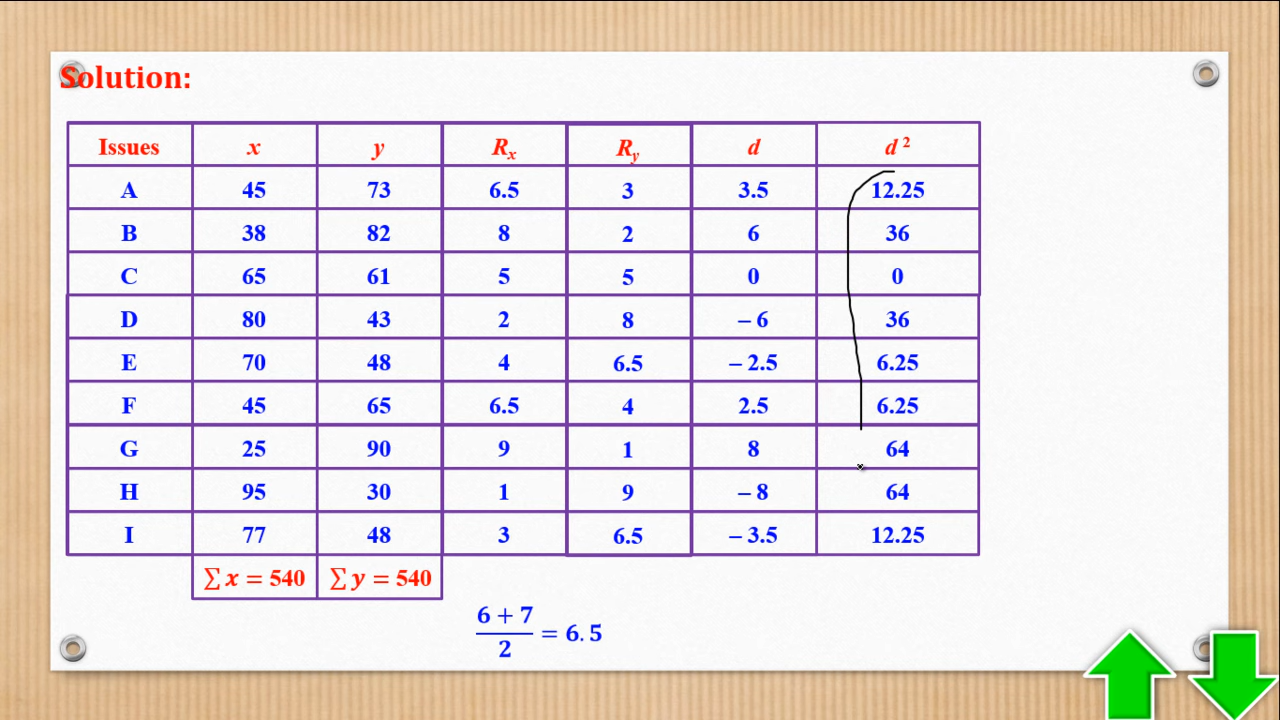 Solution:
Issues x y Rₓ Rᵧ d d²
A 45 73 6.5 3 3.5 12.25
B 38 82 8 2 6 36
C 65 61 5 5 0 0
D 80 43 2 8 – 6 36
E 70 48 4 6.5 – 2.5 6.25
F 45 65 6.5 4 2.5 6.25
G 25 90 9 1 8 64
H 95 30 1 9 – 8 64
I 77 48 3 6.5 – 3.5 12.25
∑ x = 540 ∑ y = 540
6 + 7
2
= 6.5